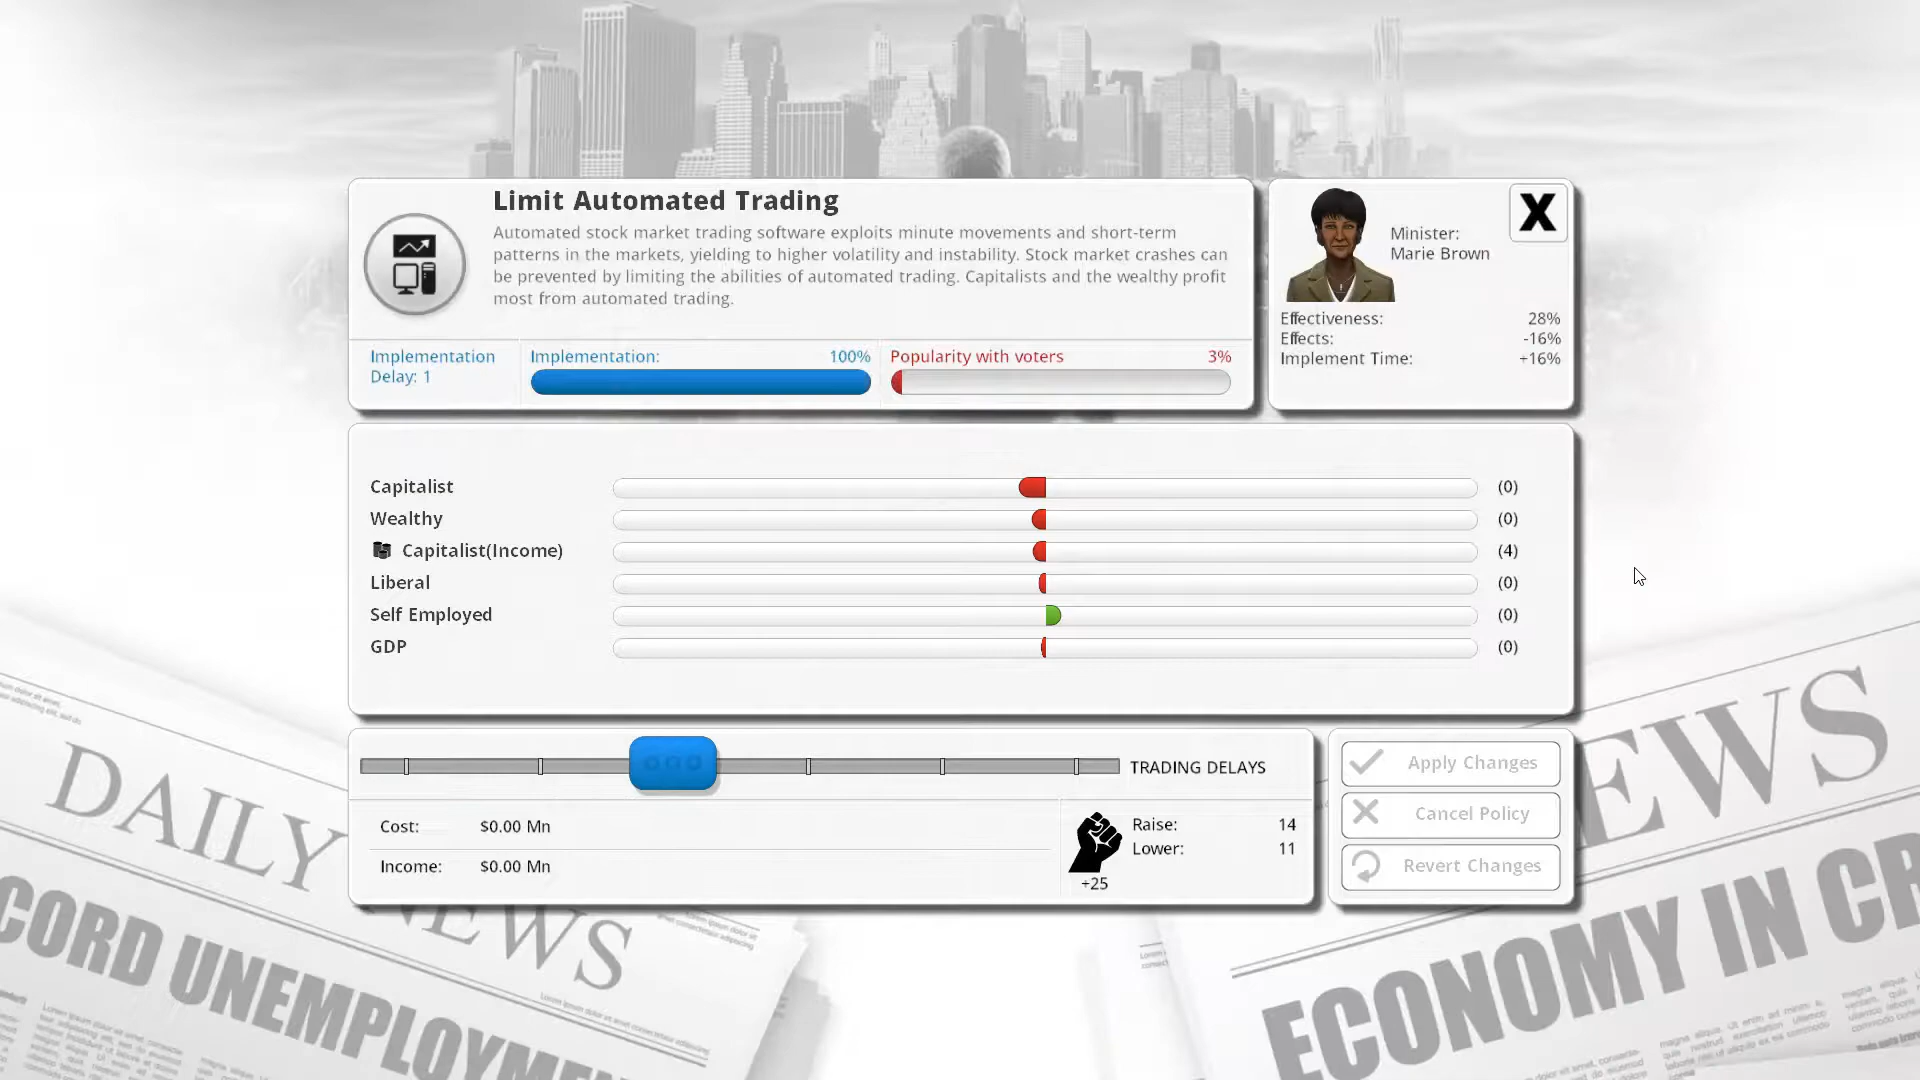 Limit Automated Trading
Automated stock market trading software exploits minute movements and short-term
patterns in the markets, yielding to higher volatility and instability. Stock market crashes can
be prevented by limiting the abilities of automated trading. Capitalists and the wealthy profit
most from automated trading.
Implementation
Delay: 1
Implementation: 100%
Popularity with voters 3%
X
Minister:
Marie Brown
Effectiveness: 28%
Effects: -16%
Implement Time: +16%
Capitalist (0)
Wealthy (0)
Capitalist(Income) (4)
Liberal (0)
Self Employed (0)
GDP (0)
TRADING DELAYS
Cost: $0.00 Mn
Income: $0.00 Mn
Raise: 14
Lower: 11
+25
Apply Changes
Cancel Policy
Revert Changes
DAILY NEWS
CORD UNEMPLOYME
EWS
ECONOMY IN CR